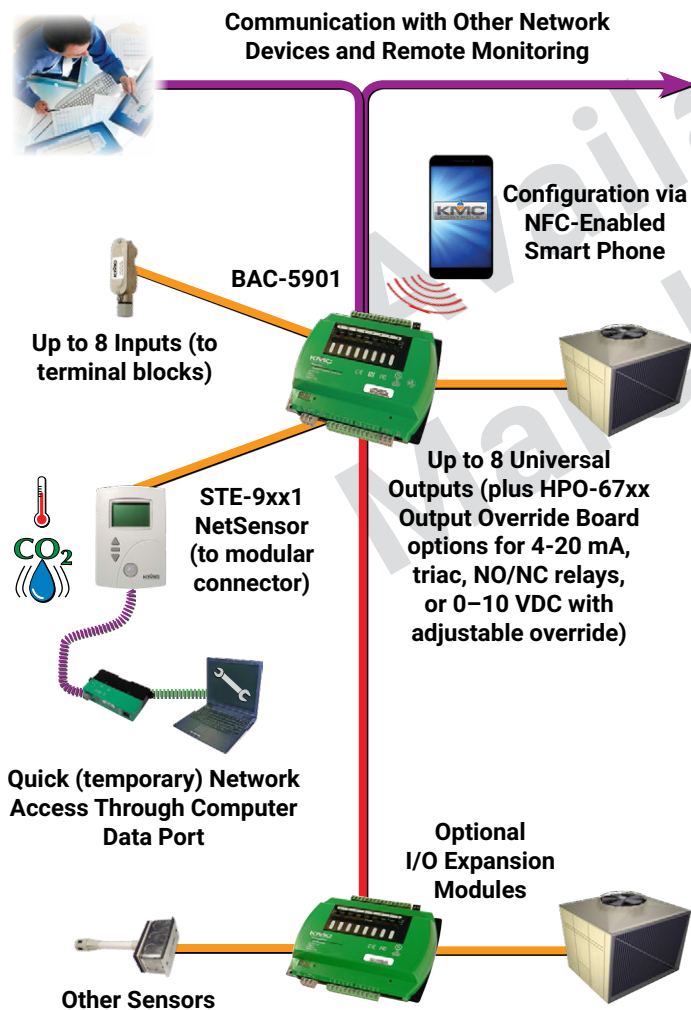 Communication with Other Network
Devices and Remote Monitoring
KMC
CONTROLS
Configuration via
NFC-Enabled
Smart Phone
BAC-5901
Up to 8 Inputs (to
terminal blocks)
KMC
STE-9xx1
NetSensor
(to modular
connector)
CO2
Up to 8 Universal
Outputs (plus HPO-67xx
Output Override Board
options for 4-20 mA,
triac, NO/NC relays,
or 0–10 VDC with
adjustable override)
Quick (temporary) Network
Access Through Computer
Data Port
Optional
I/O Expansion
Modules
Other Sensors